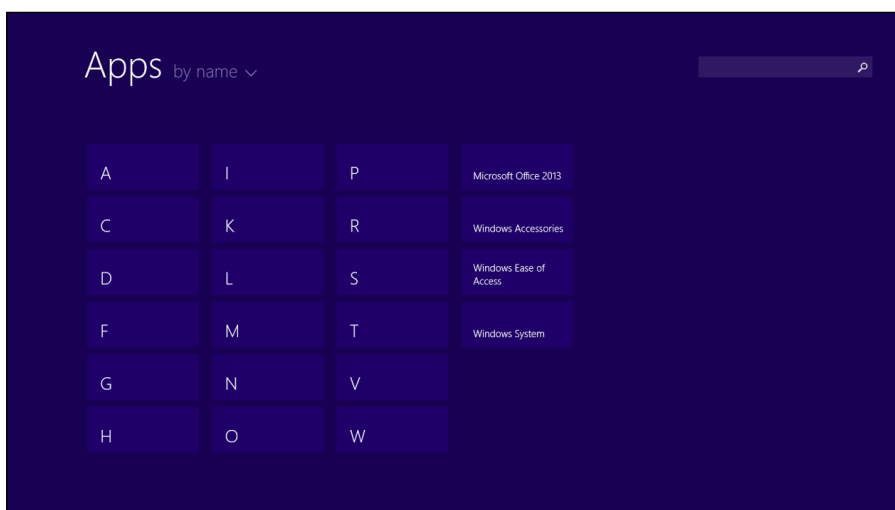 Apps by name
A
C
D
F
G
H
I
K
L
M
N
O
P
R
S
T
V
W
Microsoft Office 2013
Windows Accessories
Windows Ease of
Access
Windows System